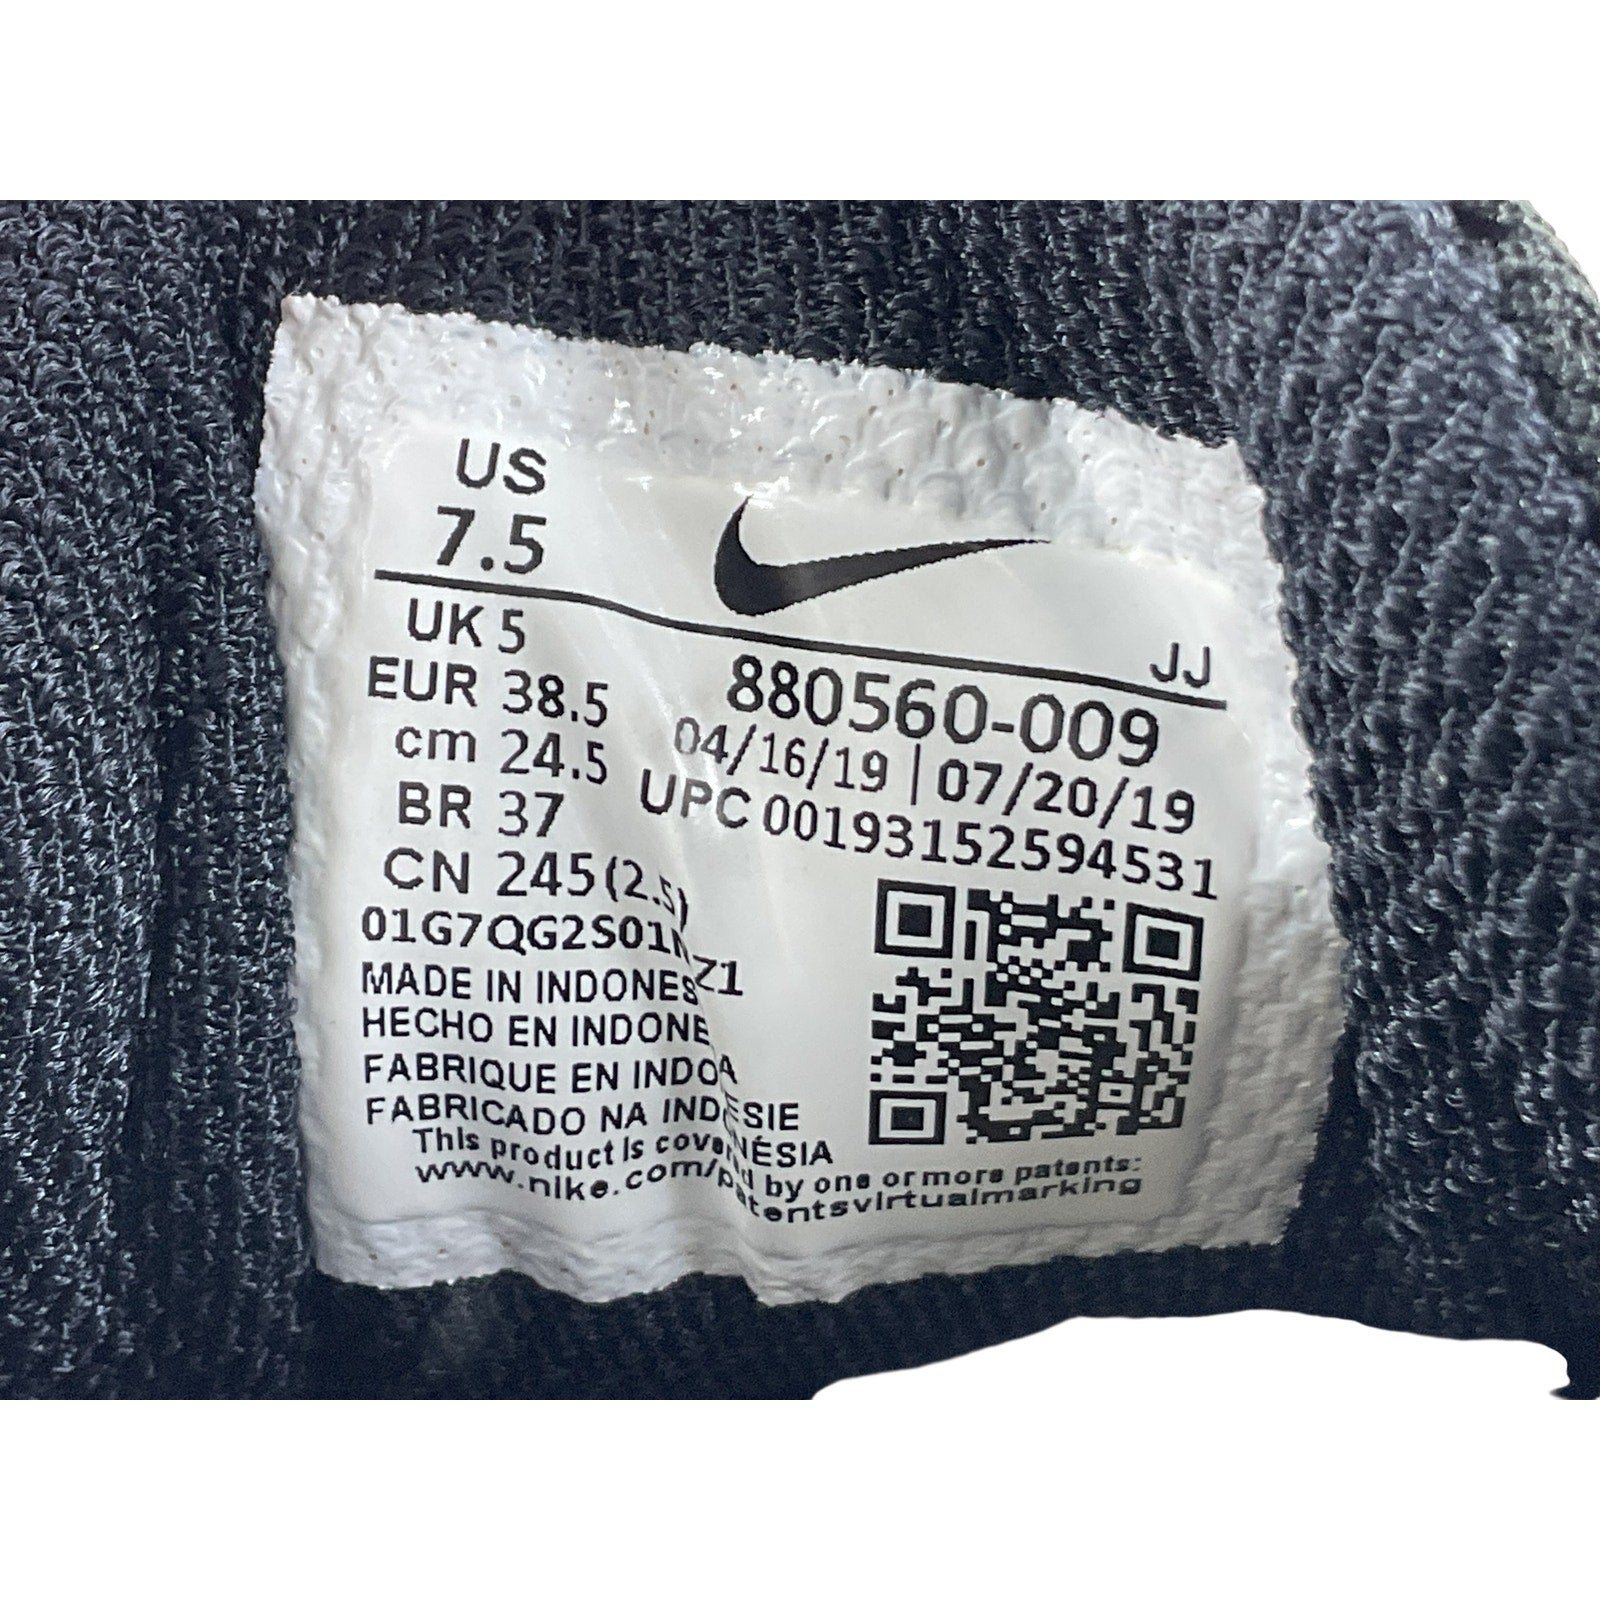 US
7.5
JJ
UK 5
EUR 38.5
cm 24.5
BR 37
CN 245 (2.5)
880560-009
04/16/19 | 07/20/19
UPC 00193152594531
MADE IN INDONES
HECHO EN INDONE
FABRIQUE EN INDO
FABRICADO NA IND
This product is covered by one or more patents:
www.nike.com/patentsvirtualmarking